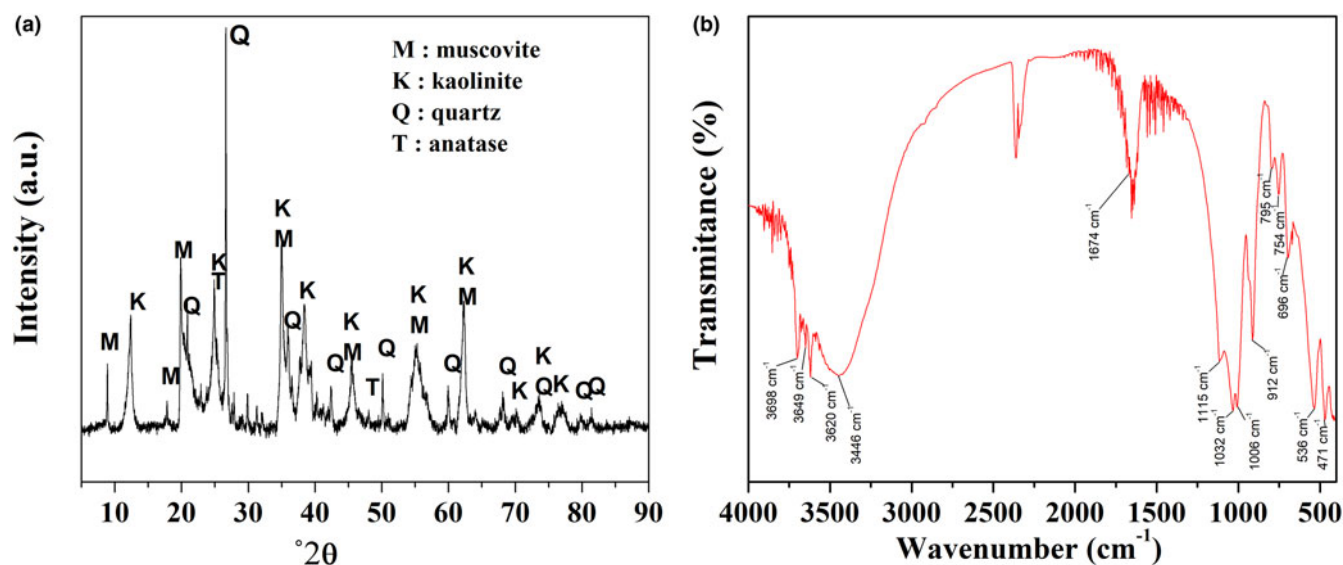 (a)
Q
M : muscovite
K : kaolinite
Q : quartz
T : anatase
Intensity (a.u.)
M
K
M
M
Q
K
T
K
M
Q
K
Q
K
M
T
Q
K
M
Q
K
M
Q
K
K
Q
K
Q
Q
10 20 30 40 50 60 70 80 90
°2θ
(b)
Transmitance (%)
3698 cm⁻¹
3649 cm⁻¹
3620 cm⁻¹
3446 cm⁻¹
1674 cm⁻¹
1115 cm⁻¹
1032 cm⁻¹
1006 cm⁻¹
912 cm⁻¹
795 cm⁻¹
754 cm⁻¹
696 cm⁻¹
536 cm⁻¹
471 cm⁻¹
4000 3500 3000 2500 2000 1500 1000 500
Wavenumber (cm⁻¹)